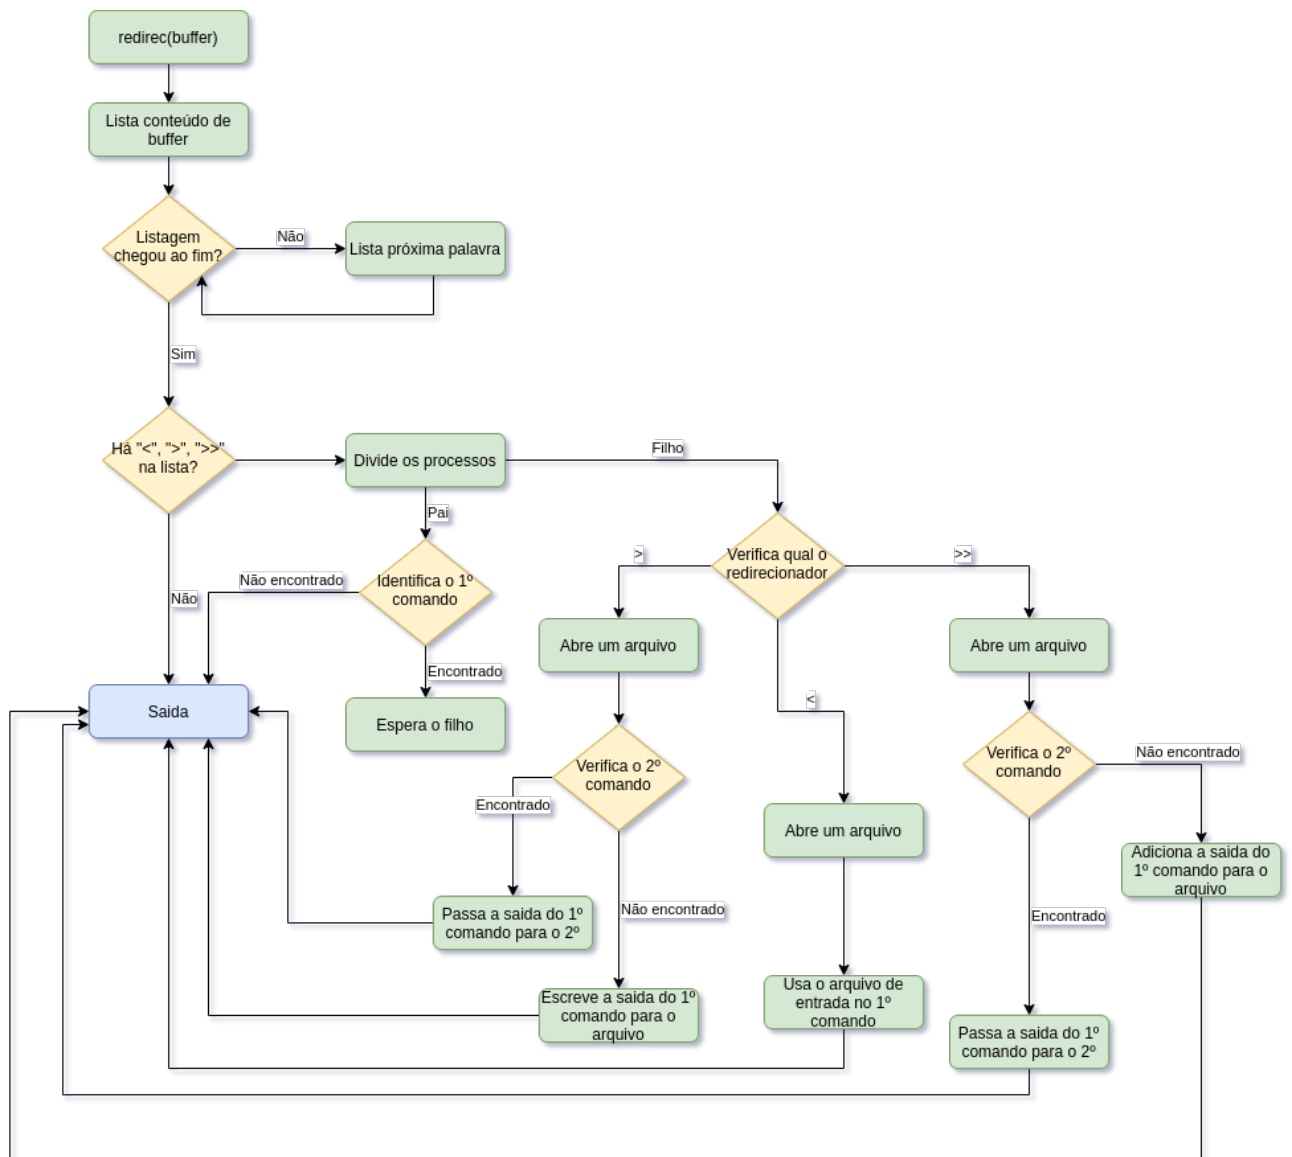 redirec(buffer)
Lista conteúdo de
buffer
Listagem
chegou ao fim?
Não
Lista próxima palavra
Sim
Há "<", ">", ">>"
na lista?
Divide os processos
Filho
Pai
Verifica qual o
redirecionador
>
>>
Não encontrado
Identifica o 1º
comando
Não
Abre um arquivo
Abre um arquivo
Encontrado
<
Saida
Espera o filho
Verifica o 2º
comando
Verifica o 2º
comando
Não encontrado
Encontrado
Abre um arquivo
Adiciona a saida do
1º comando para o
arquivo
Passa a saida do 1º
comando para o 2º
Não encontrado
Encontrado
Escreve a saida do 1º
comando para o
arquivo
Usa o arquivo de
entrada no 1º
comando
Passa a saida do 1º
comando para o 2º